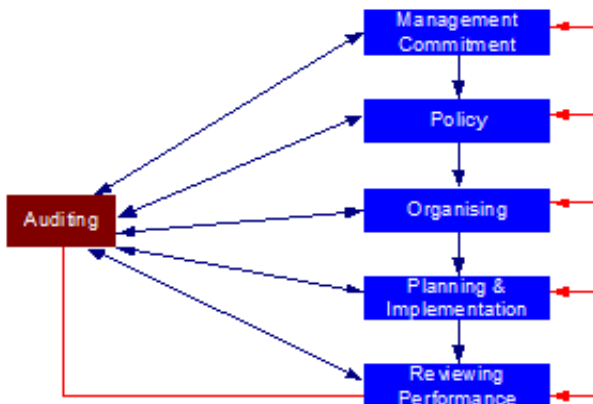 Management
Commitment
Policy
Auditing
Organising
Planning &
Implementation
Reviewing
Performance